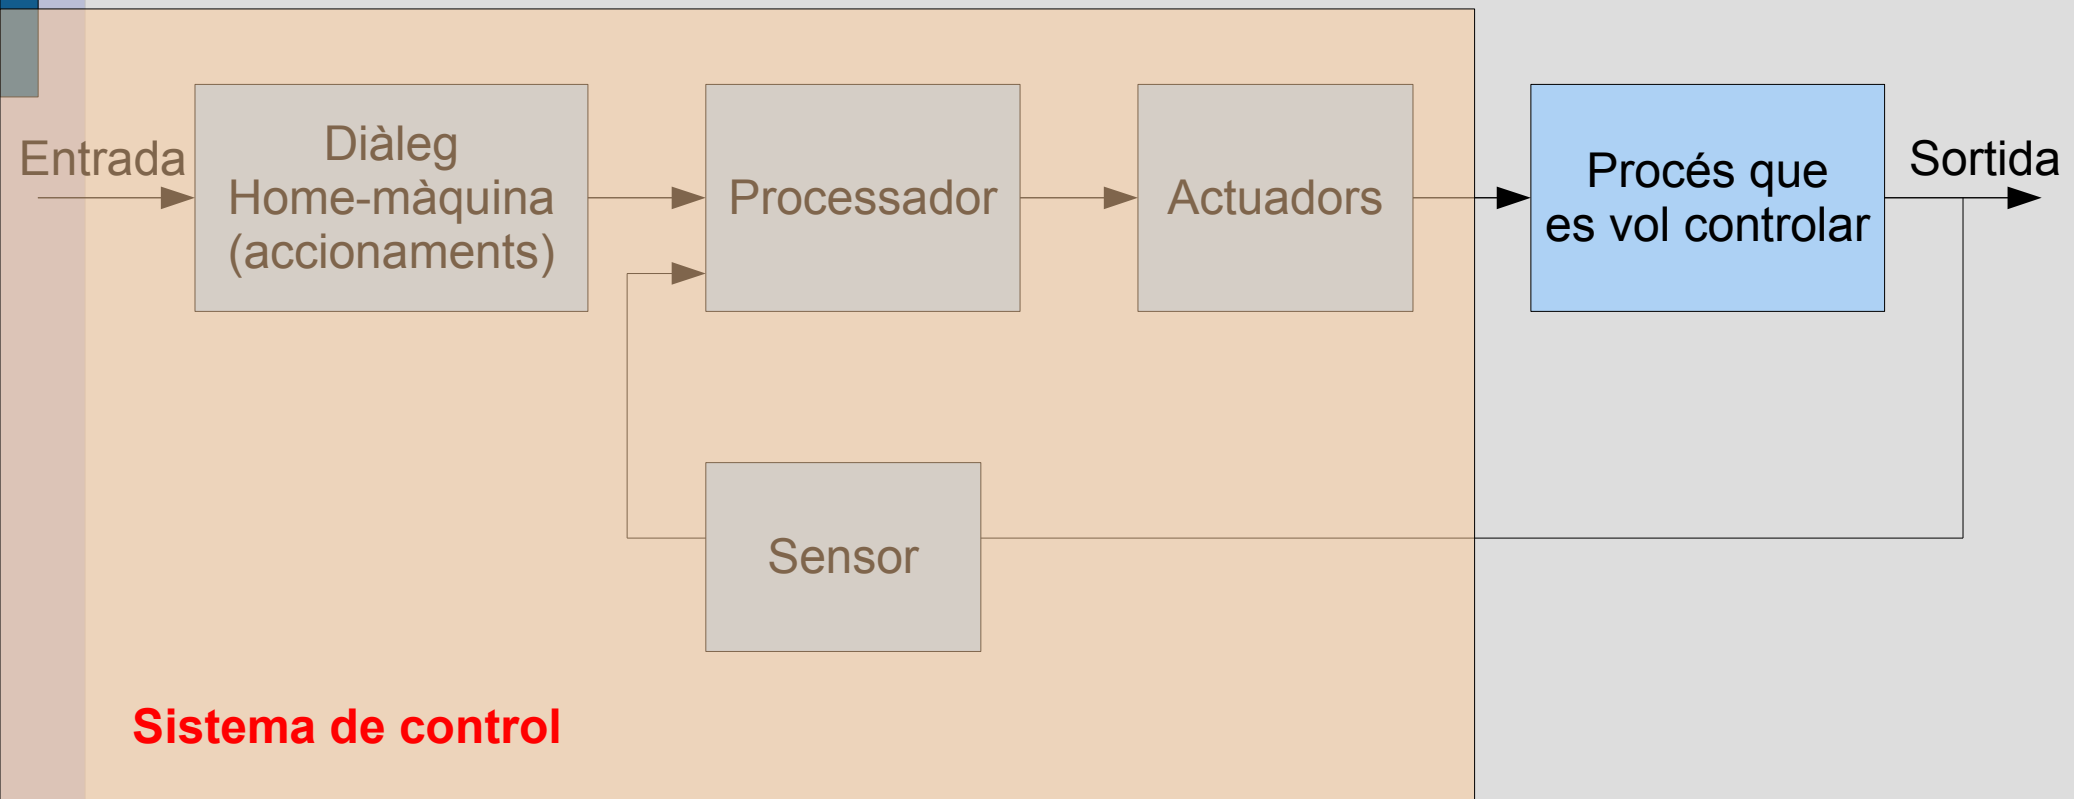 Entrada
Diàleg
Home-màquina
(accionaments)
Processador
Actuadors
Procés que
es vol controlar
Sortida
Sensor
Sistema de control